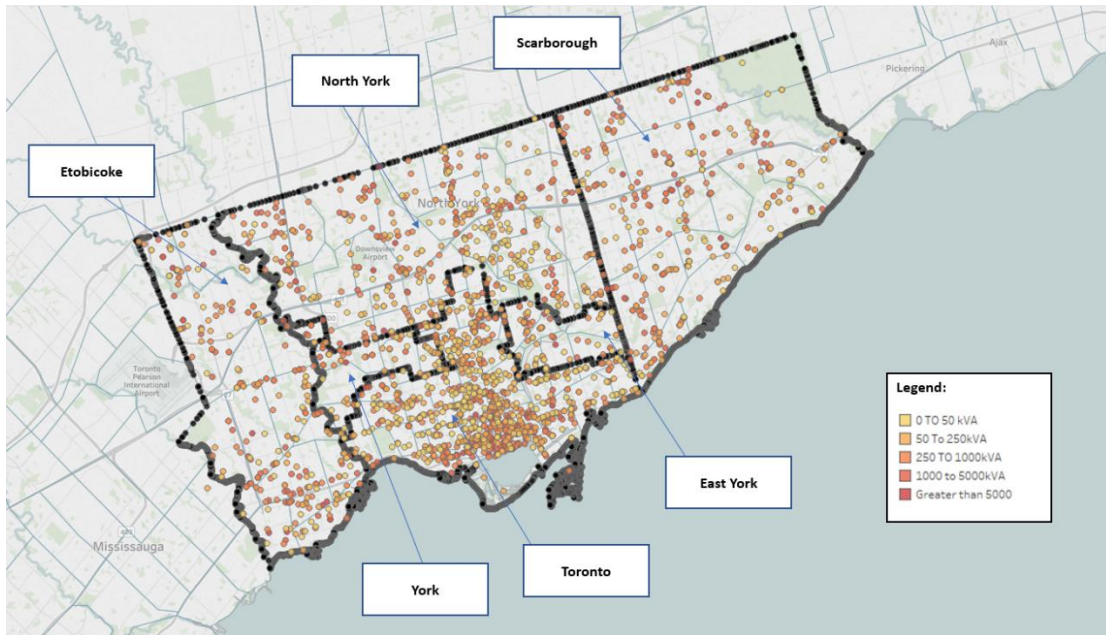 Scarborough
Ajax
Pickering
North York
Etobicoke
North York
Downsview
Airport
Toronto
Pearson
International
Airport
Legend:
0 TO 50 kVA
50 To 250kVA
250 TO 1000kVA
1000 to 5000kVA
Greater than 5000
East York
403
Mississauga
Toronto
York